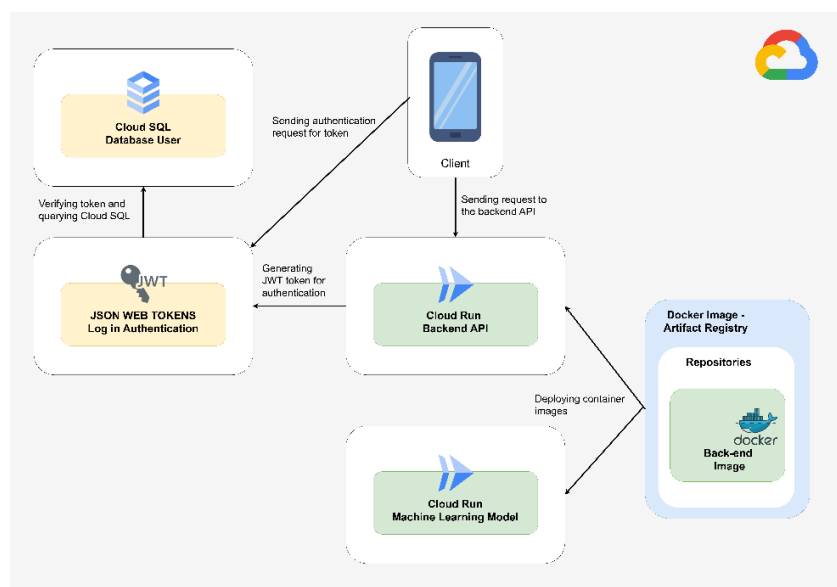 Cloud SQL
Database User
Sending authentication
request for token
Client
Verifying token and
querying Cloud SQL
Sending request to
the backend API
JWT
JSON WEB TOKENS
Log in Authentication
Generating
JWT token for
authentication
Cloud Run
Backend API
Docker Image -
Artifact Registry
Repositories
docker
Back-end
Image
Deploying container
images
Cloud Run
Machine Learning Model